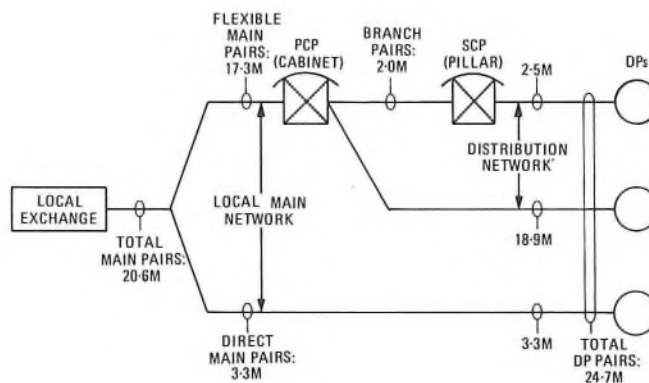 FLEXIBLE
MAIN
PAIRS:
17·3M
PCP
(CABINET)
BRANCH
PAIRS:
2·0M
SCP
(PILLAR)
2·5M
DPs
DISTRIBUTION
NETWORK
LOCAL
EXCHANGE
LOCAL MAIN
NETWORK
TOTAL
MAIN PAIRS:
20·6M
18·9M
DIRECT
MAIN PAIRS:
3·3M
3·3M
TOTAL
DP PAIRS:
24·7M